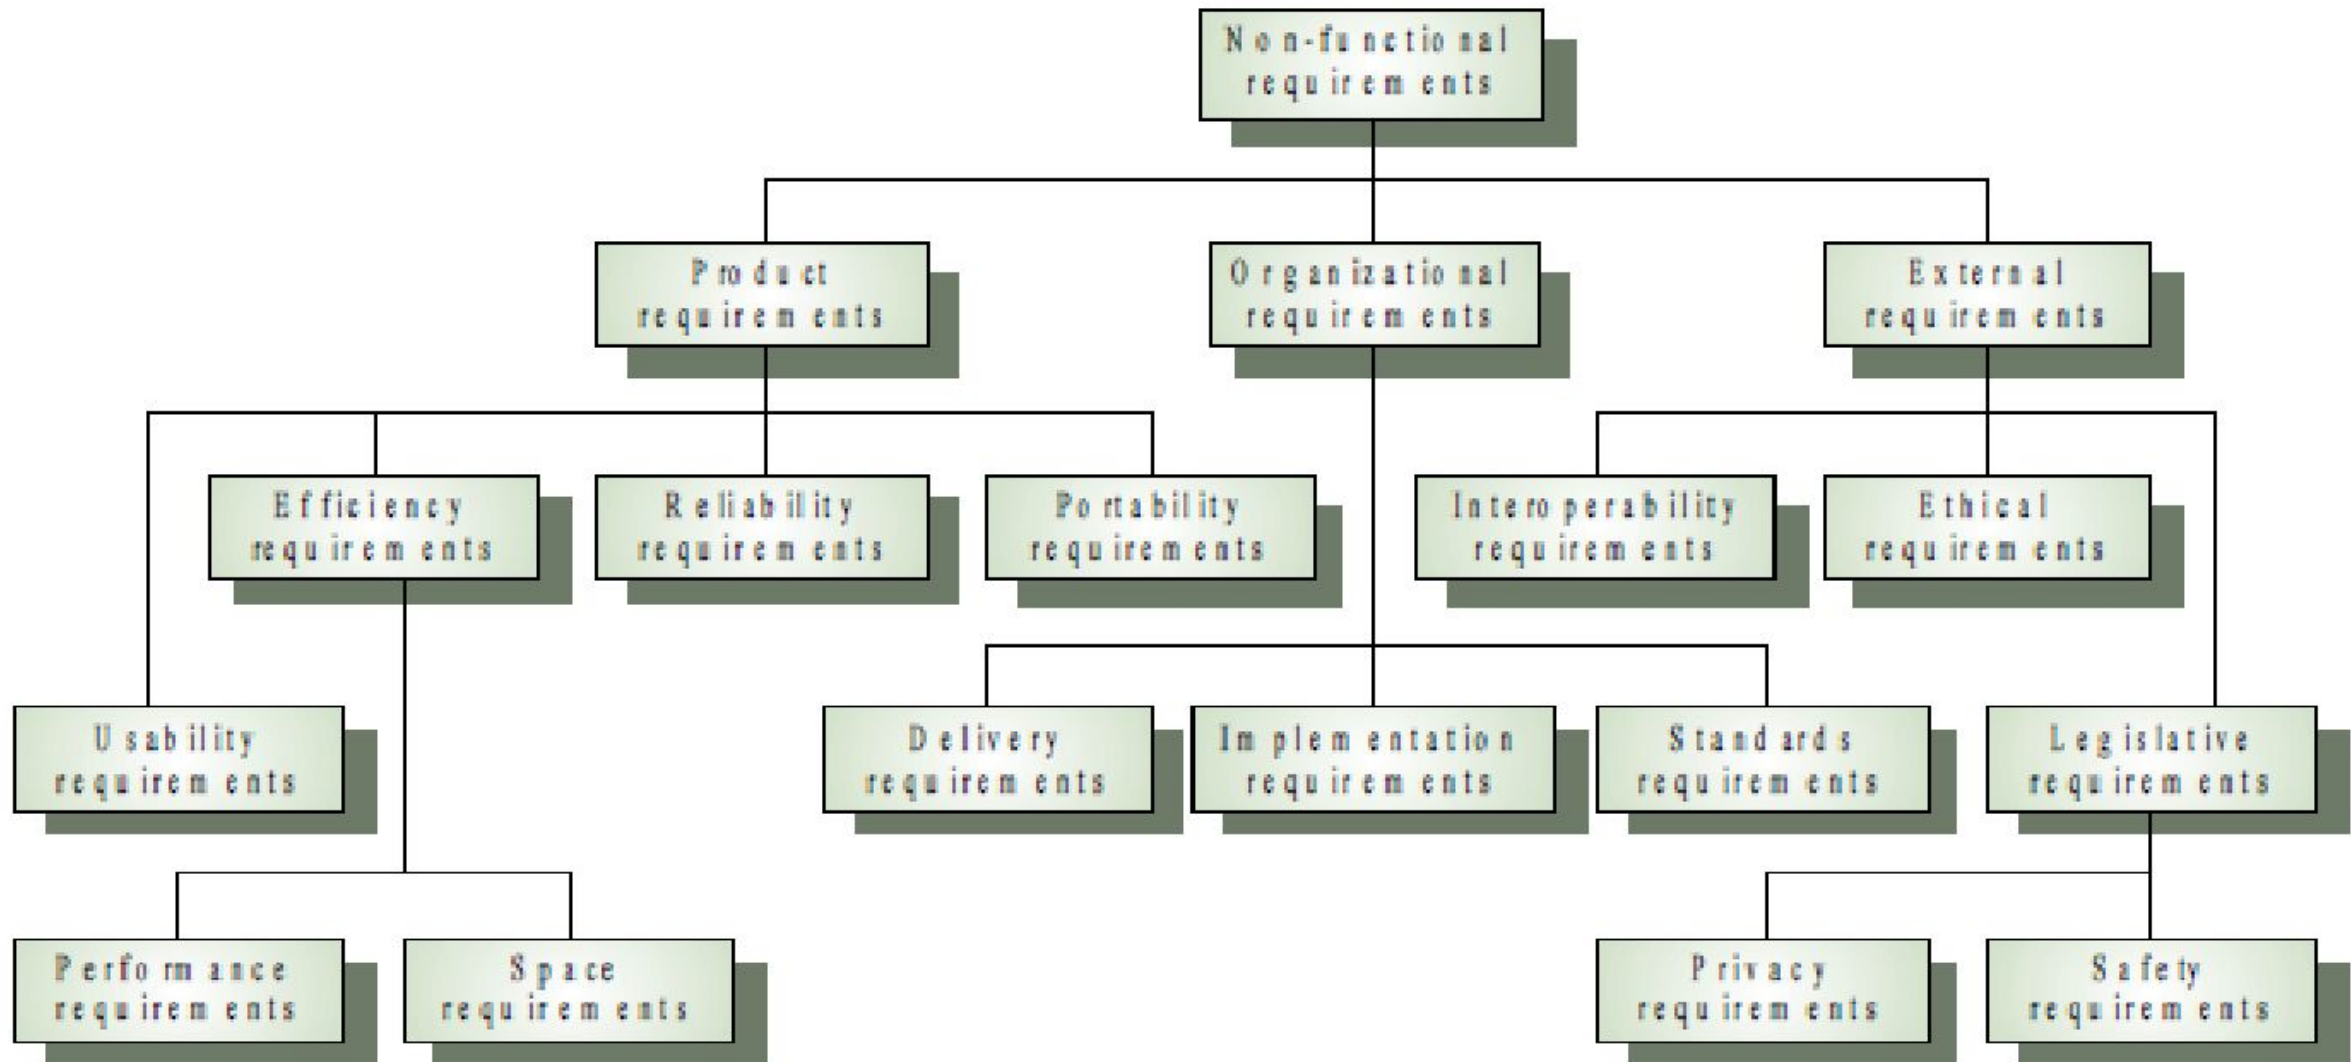 Non-functional
requirements
Product
requirements
Organizational
requirements
External
requirements
Efficiency
requirements
Reliability
requirements
Portability
requirements
Interoperability
requirements
Ethical
requirements
Usability
requirements
Delivery
requirements
Implementation
requirements
Standards
requirements
Legislative
requirements
Performance
requirements
Space
requirements
Privacy
requirements
Safety
requirements